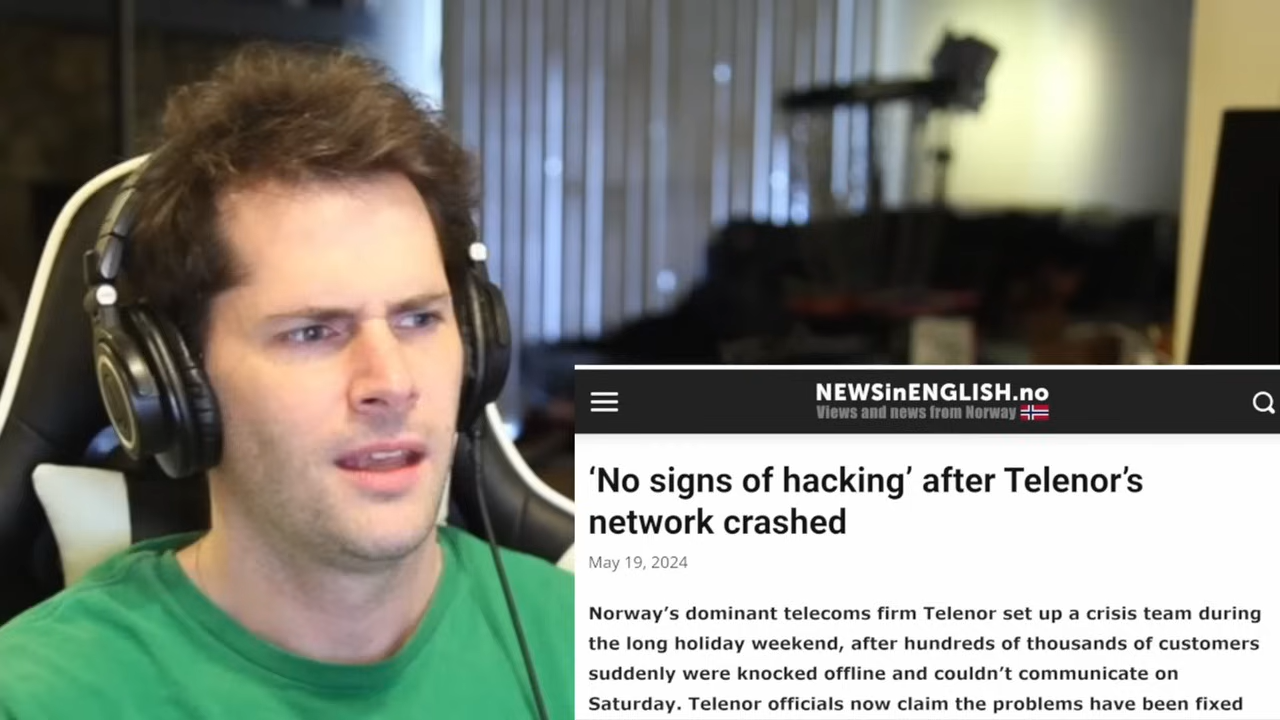 NEWSinENGLISH.no
Views and news from Norway
‘No signs of hacking’ after Telenor’s
network crashed
May 19, 2024
Norway’s dominant telecoms firm Telenor set up a crisis team during
the long holiday weekend, after hundreds of thousands of customers
suddenly were knocked offline and couldn’t communicate on
Saturday. Telenor officials now claim the problems have been fixed